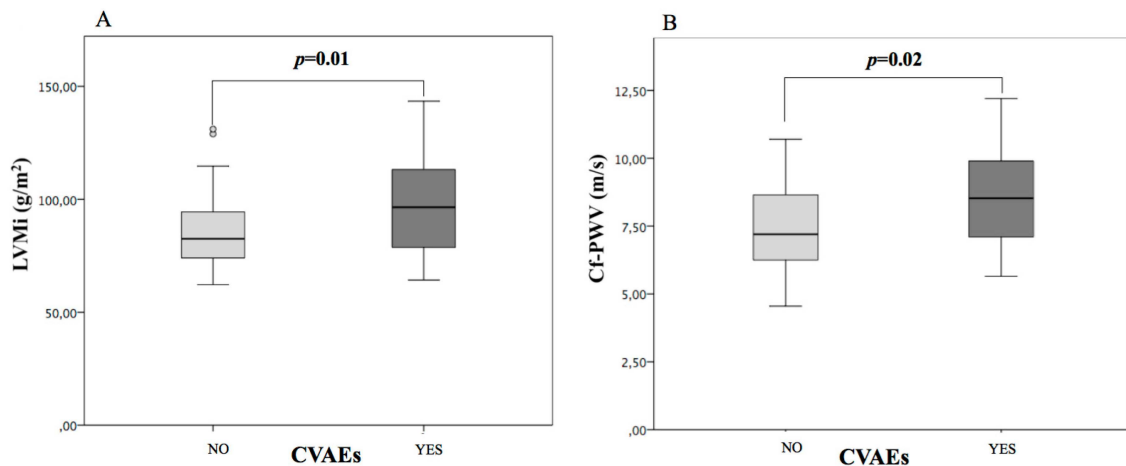 A
p=0.01
LVMi (g/m²)
150,00
100,00
50,00
,00
NO
YES
CVAEs
B
p=0.02
Cf-PWV (m/s)
12,50
10,00
7,50
5,00
2,50
,00
NO
YES
CVAEs